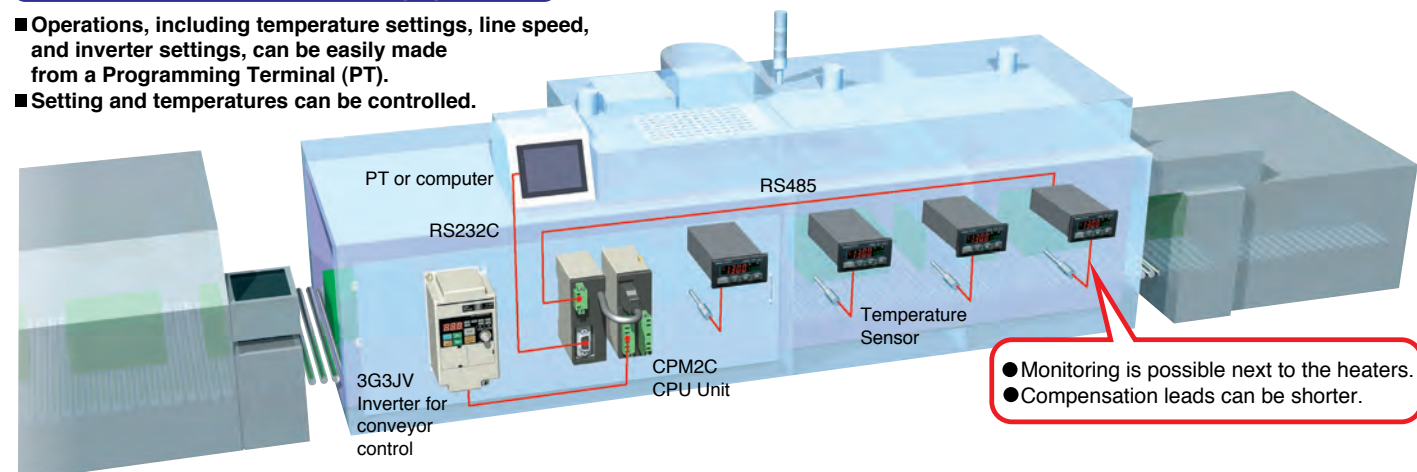 ■ Operations, including temperature settings, line speed,
and inverter settings, can be easily made
from a Programming Terminal (PT).
■ Setting and temperatures can be controlled.
PT or computer
RS485
RS232C
Temperature
Sensor
CPM2C
CPU Unit
3G3JV
Inverter for
conveyor
control
● Monitoring is possible next to the heaters.
● Compensation leads can be shorter.